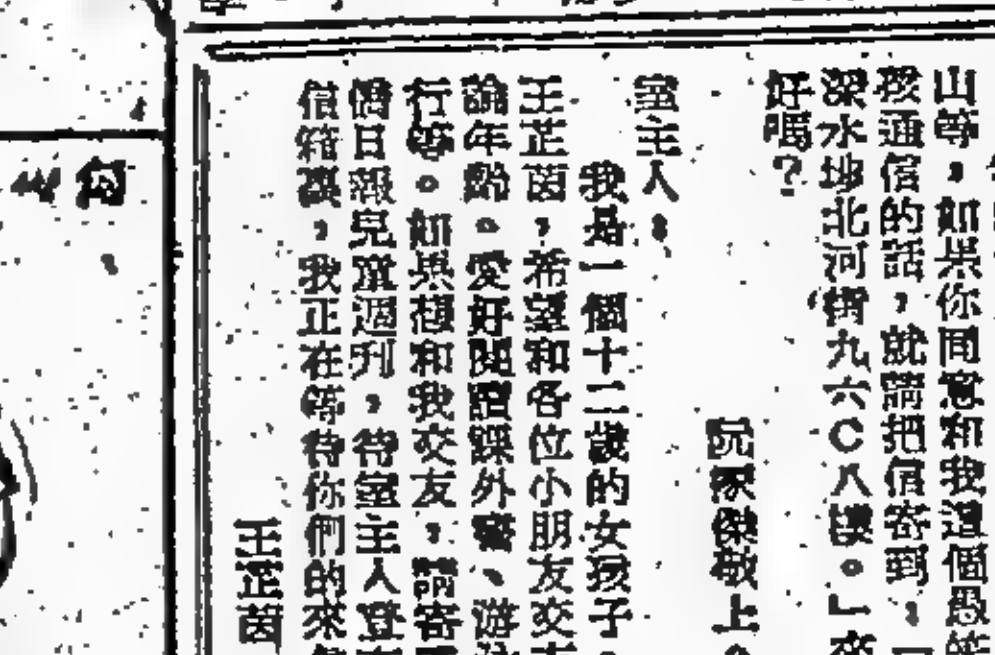 山等，如果你同意和我這個愚笨
孩通信的話，就請把信寄到，「
深水埗北河街九六C八樓。」來
好嗎？
阮家傑敬上。
室主人：
我是一個十二歲的女孩子，
王芷茵，希望和各位小朋友交
論年齡。愛好閱讀課外書、游泳
行等。如果想和我交友，請寄
僑日報兒童週刊，待室主人登
信箱裏，我正在等待你們的來
王芷茵